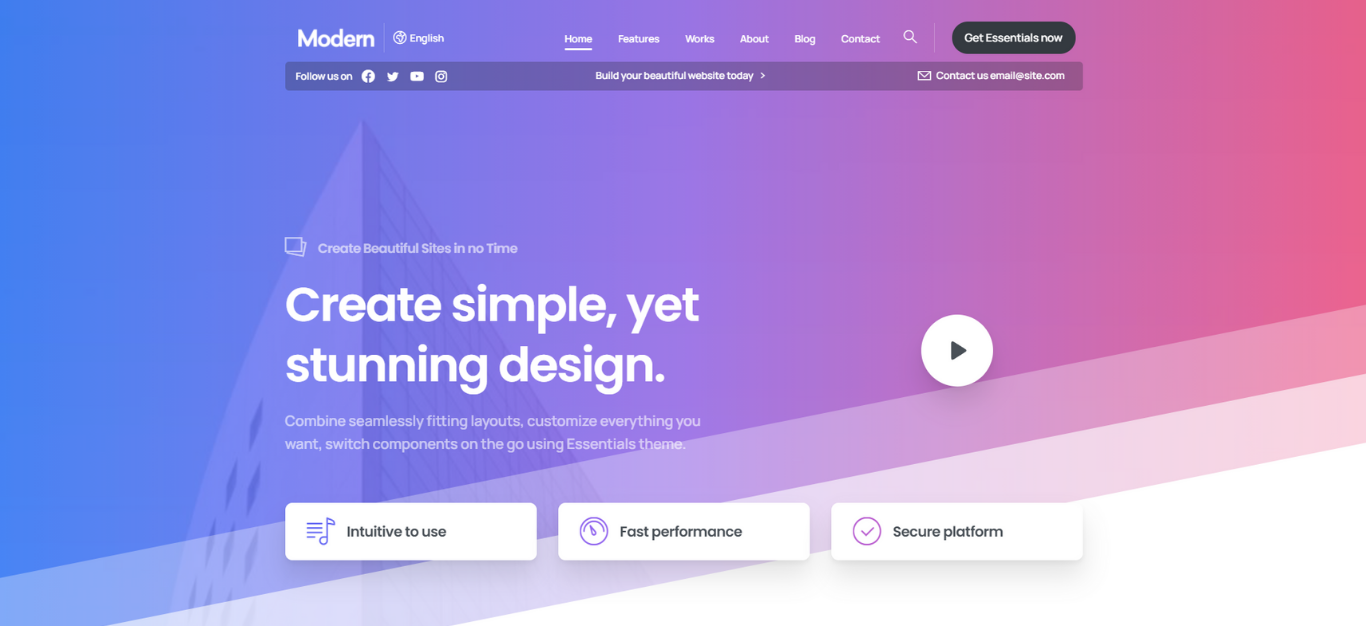 Modern
English
Home
Features
Works
About
Blog
Contact
Get Essentials now
Follow us on
Build your beautiful website today
Contact us email@site.com
Create Beautiful Sites in no Time
Create simple, yet
stunning design.
Combine seamlessly fitting layouts, customize everything you
want, switch components on the go using Essentials theme.
Intuitive to use
Fast performance
Secure platform